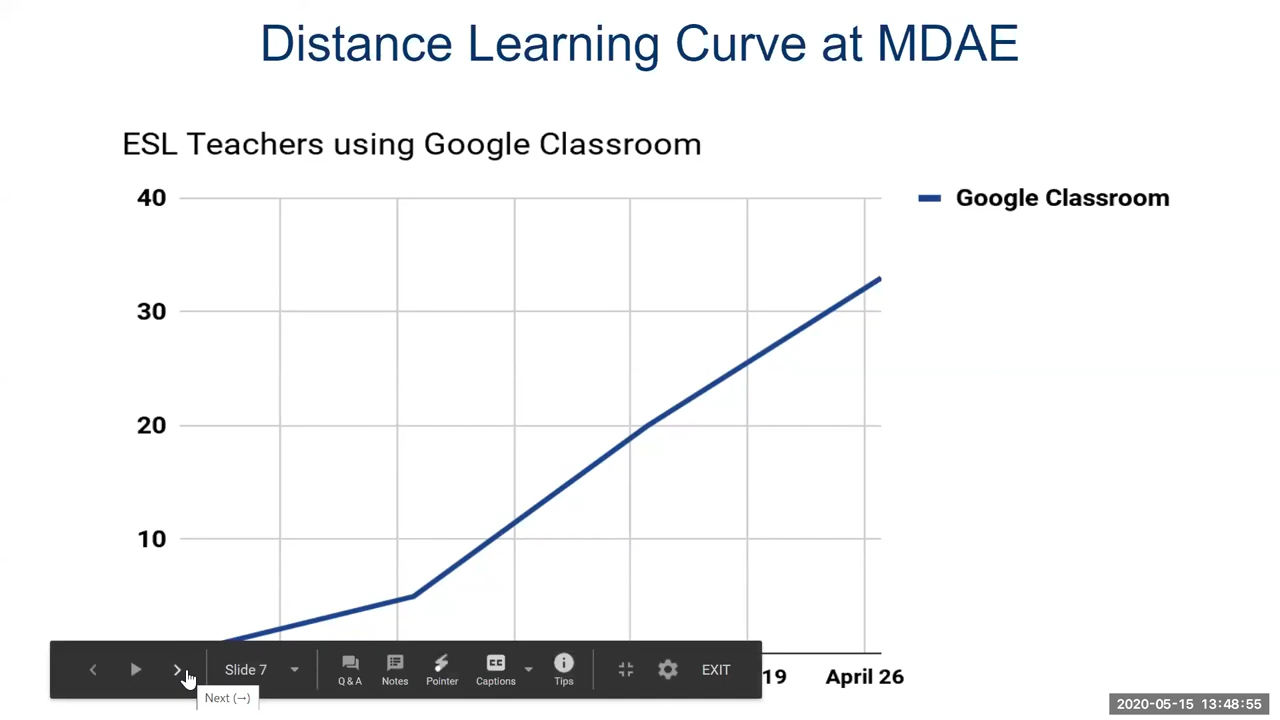 Distance Learning Curve at MDAE
ESL Teachers using Google Classroom
40
Google Classroom
30
20
10
Slide 7
Q & A
Notes
Pointer
Captions
Tips
EXIT
19
April 26
Next (→)
2020-05-15 13:48:55